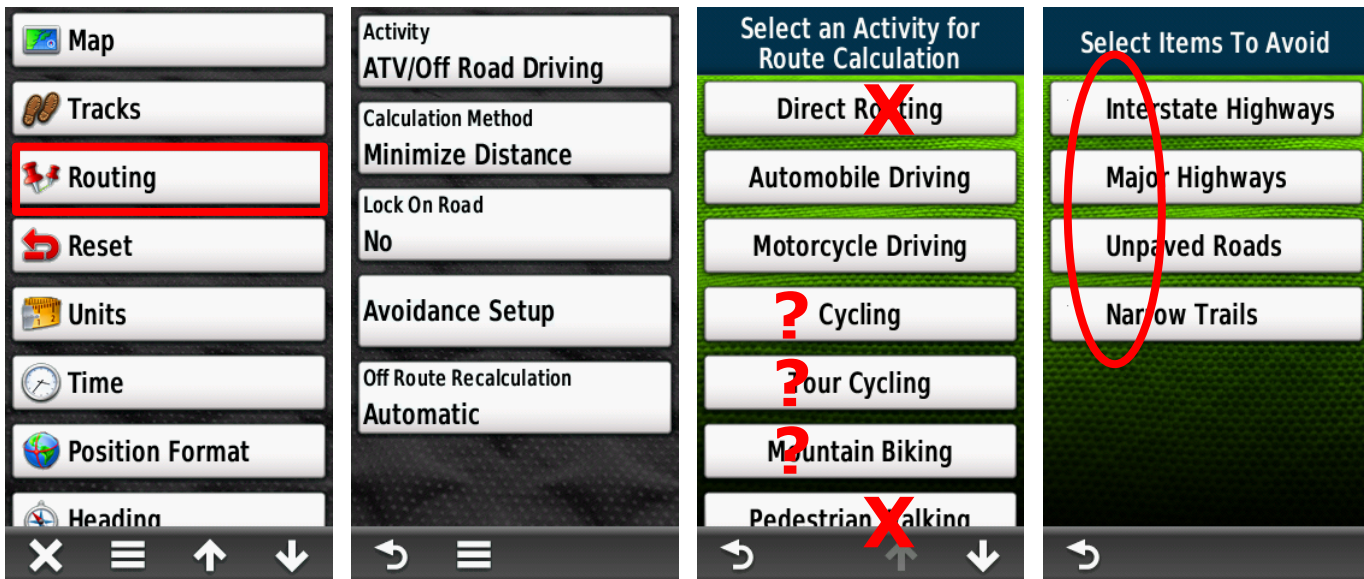 Map
Tracks
Routing
Reset
Units
Time
Position Format
Heading
Activity
ATV/Off Road Driving
Calculation Method
Minimize Distance
Lock On Road
No
Avoidance Setup
Off Route Recalculation
Automatic
Select an Activity for
Route Calculation
Direct Routing
X
Automobile Driving
Motorcycle Driving
? Cycling
? Tour Cycling
? Mountain Biking
Pedestrian Walking
X
Select Items To Avoid
Interstate Highways
Major Highways
Unpaved Roads
Narrow Trails